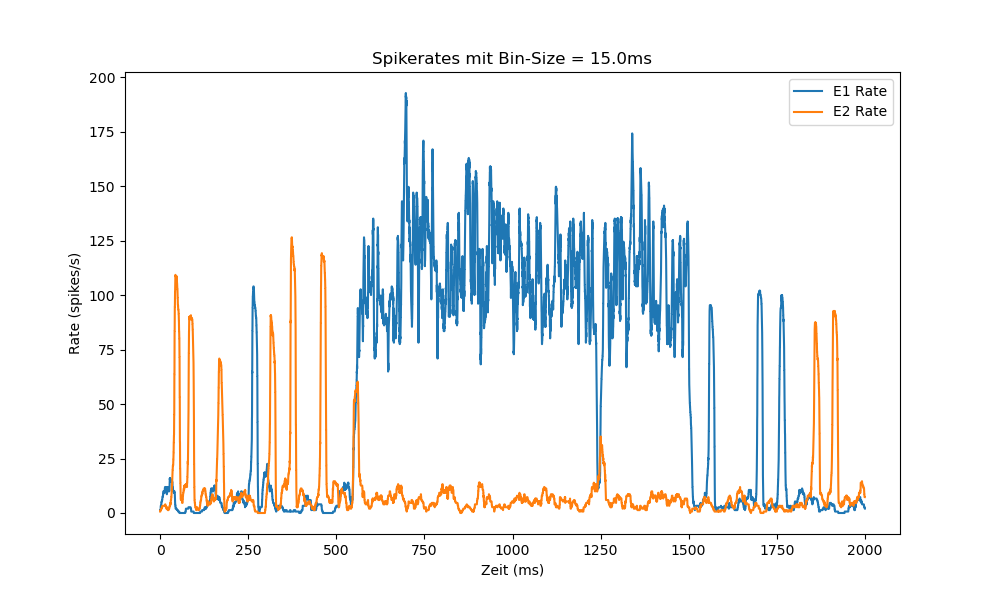 Spikerates mit Bin-Size = 15.0ms
E1 Rate
E2 Rate
200
175
150
125
100
75
50
25
0
Rate (spikes/s)
0 250 500 750 1000 1250 1500 1750 2000
Zeit (ms)